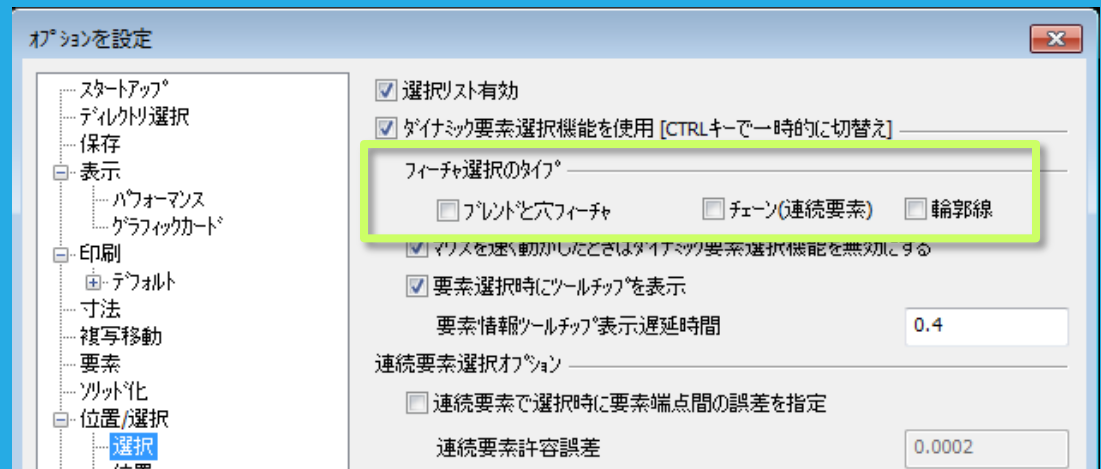 オプションを設定
スタートアップ
ディレクトリ選択
保存
表示
パフォーマンス
グラフィックカード
印刷
デフォルト
寸法
複写移動
要素
ソリッド化
位置/選択
選択
位置
選択リスト有効
ダイナミック要素選択機能を使用 [CTRLキーで一時的に切替え]
フィーチャ選択のタイプ
ブレンドと穴フィーチャ チェーン(連続要素) 輪郭線
マウスを速く動かしたときはダイナミック要素選択機能を無効にする
要素選択時にツールチップを表示
要素情報ツールチップ表示遅延時間 0.4
連続要素選択オプション
連続要素で選択時に要素端点間の誤差を指定
連続要素許容誤差 0.0002